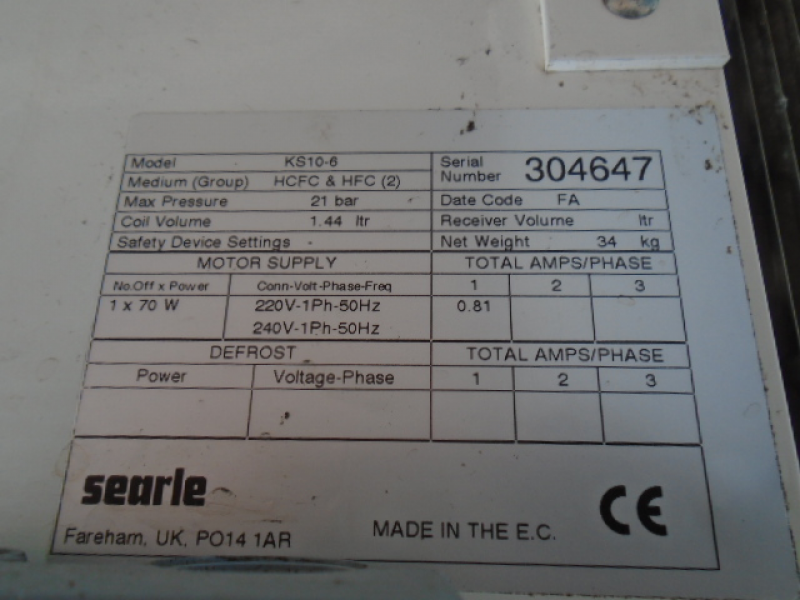 Model KS10-6 Serial Number 304647
Medium (Group) HCFC & HFC (2)
Max Pressure 21 bar Date Code FA
Coil Volume 1.44 ltr Receiver Volume ltr
Safety Device Settings Net Weight 34 kg
MOTOR SUPPLY TOTAL AMPS/PHASE
No.Off x Power Conn-Volt-Phase-Freq 1 2 3
1 x 70 W 220V-1Ph-50Hz 0.81
240V-1Ph-50Hz
DEFROST TOTAL AMPS/PHASE
Power Voltage-Phase 1 2 3
searle
Fareham, UK, PO14 1AR MADE IN THE E.C. CE